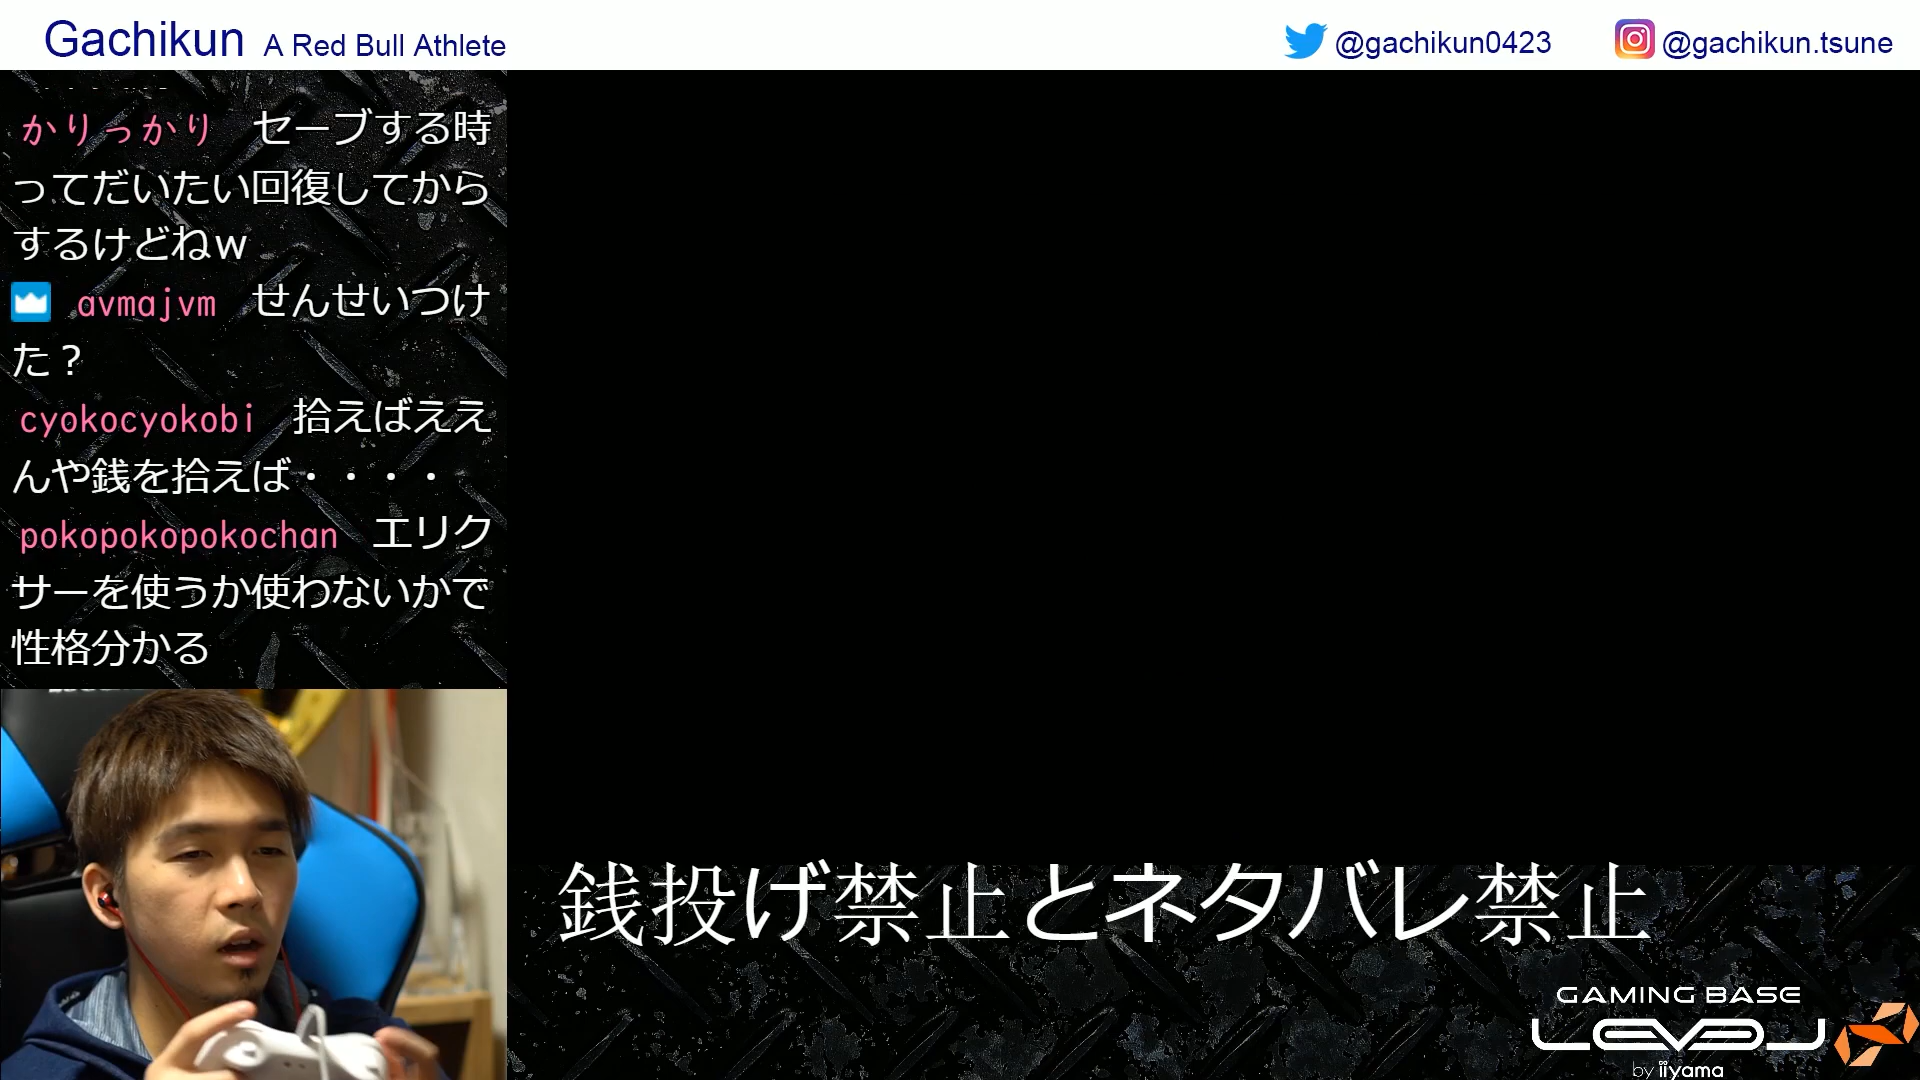 Gachikun A Red Bull Athlete
@gachikun0423
@gachikun.tsune
かりっかり セーブする時
ってだいたい回復してから
するけどねｗ
avmajvm せんせいつけ
た？
cyokocyokobi 拾えばええ
んや銭を拾えば・・・・
pokopokopokochan エリク
サーを使うか使わないかで
性格分かる
銭投げ禁止とネタバレ禁止
GAMING BASE
LEVEL
by iiyama